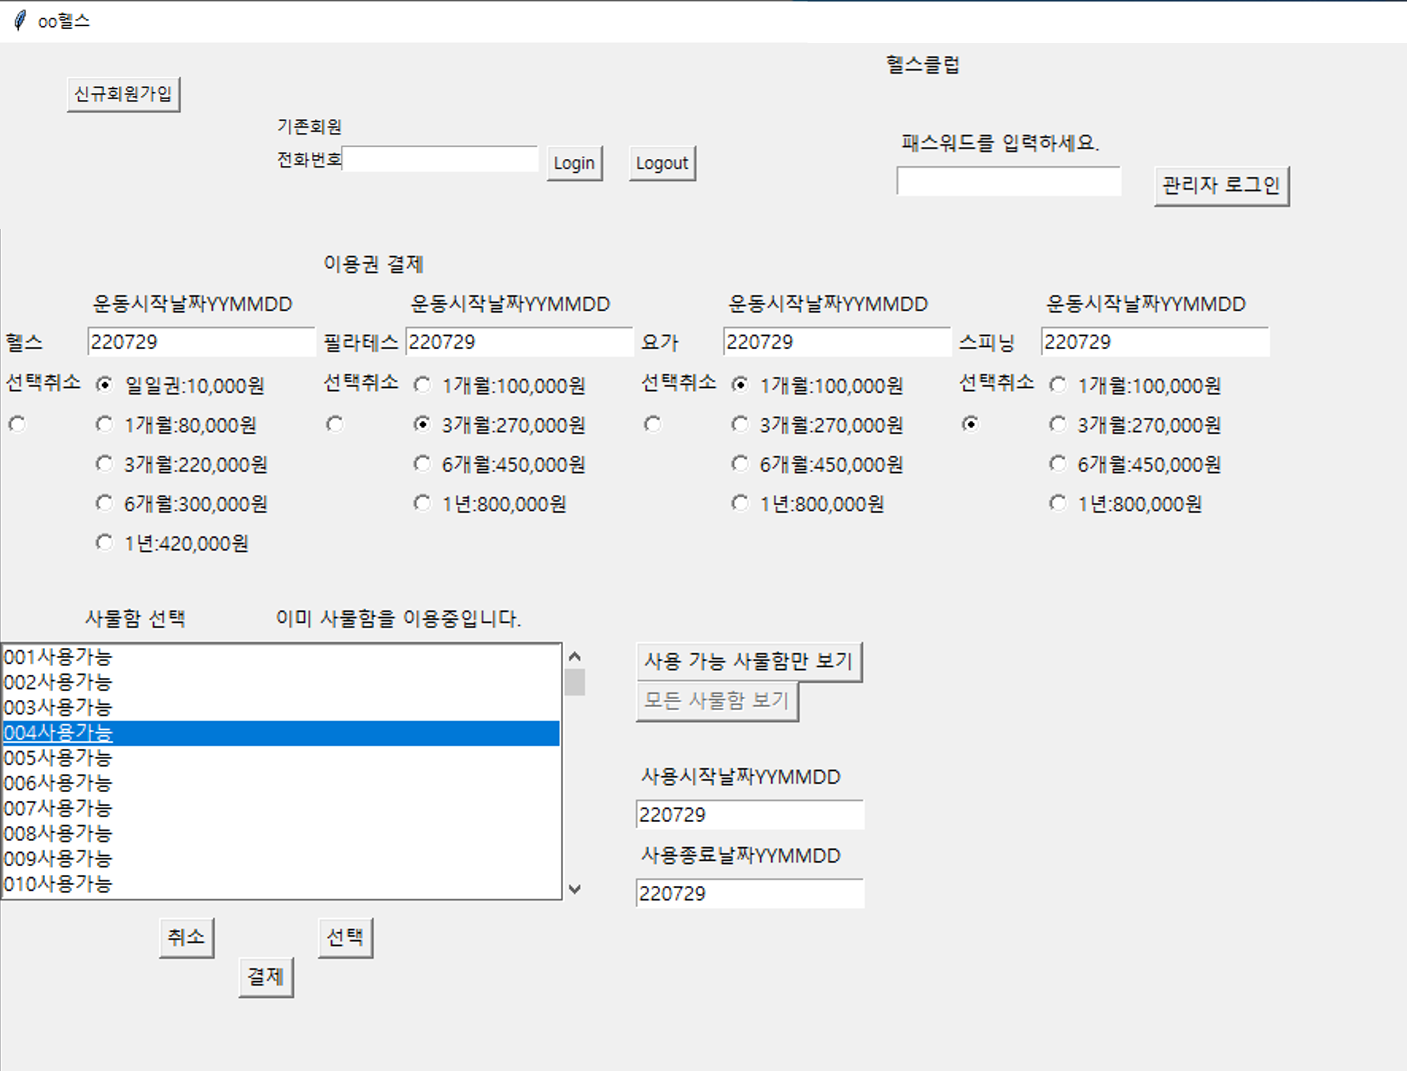 oo헬스
헬스클럽
신규회원가입
기존회원
전화번호
Login
Logout
패스워드를 입력하세요.
관리자 로그인
이용권 결제
운동시작날짜YYMMDD 운동시작날짜YYMMDD 운동시작날짜YYMMDD 운동시작날짜YYMMDD
헬스 220729 필라테스 220729 요가 220729 스피닝 220729
선택취소 일일권:10,000원 선택취소 1개월:100,000원 선택취소 1개월:100,000원 선택취소 1개월:100,000원
1개월:80,000원 3개월:270,000원 3개월:270,000원 3개월:270,000원
3개월:220,000원 6개월:450,000원 6개월:450,000원 6개월:450,000원
6개월:300,000원 1년:800,000원 1년:800,000원 1년:800,000원
1년:420,000원
사물함 선택 이미 사물함을 이용중입니다.
001사용가능
002사용가능
003사용가능
004사용가능
005사용가능
006사용가능
007사용가능
008사용가능
009사용가능
010사용가능
사용 가능 사물함만 보기
모든 사물함 보기
사용시작날짜YYMMDD
220729
사용종료날짜YYMMDD
220729
취소 선택
결제